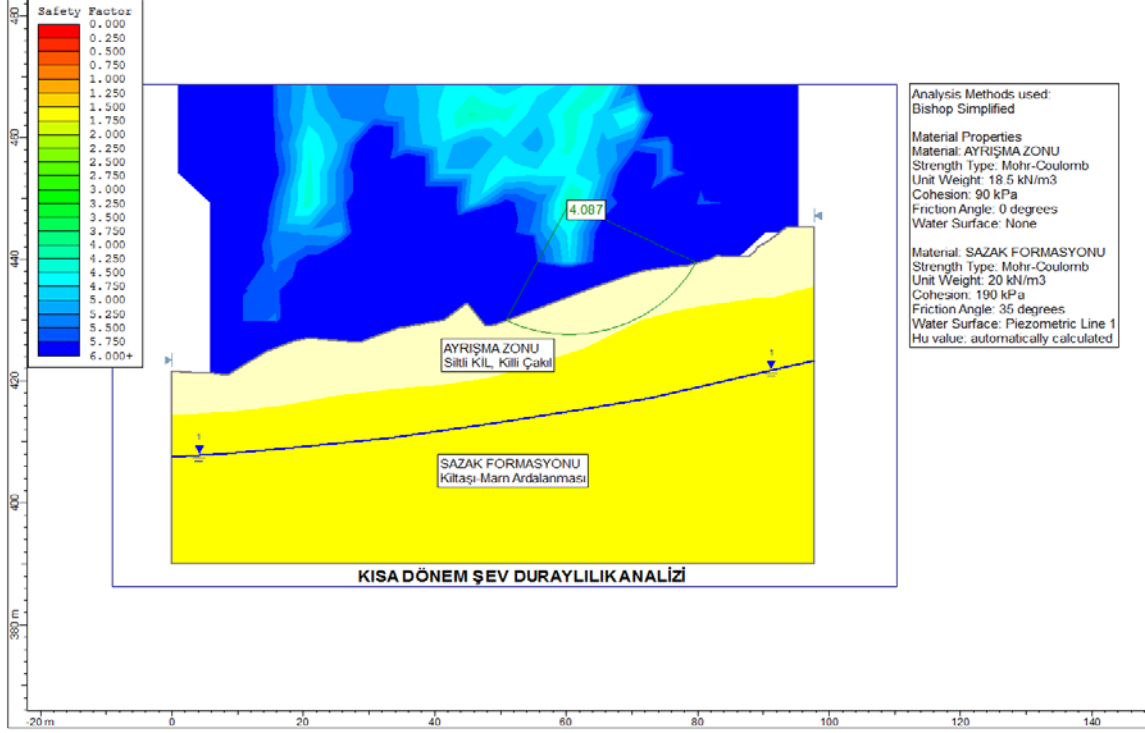 Safety Factor
0.000
0.250
0.500
0.750
1.000
1.250
1.500
1.750
2.000
2.250
2.500
2.750
3.000
3.250
3.500
3.750
4.000
4.250
4.500
4.750
5.000
5.250
5.500
5.750
6.000+
480
460
440
420
400
380 m
4.087
AYRIŞMA ZONU
Siltli KİL, Killi Çakıl
1
1
SAZAK FORMASYONU
Kiltaşı-Marn Ardalanması
KISA DÖNEM ŞEV DURAYLILIK ANALİZİ
Analysis Methods used:
Bishop Simplified
Material Properties
Material: AYRIŞMA ZONU
Strength Type: Mohr-Coulomb
Unit Weight: 18.5 kN/m3
Cohesion: 90 kPa
Friction Angle: 0 degrees
Water Surface: None
Material: SAZAK FORMASYONU
Strength Type: Mohr-Coulomb
Unit Weight: 20 kN/m3
Cohesion: 190 kPa
Friction Angle: 35 degrees
Water Surface: Piezometric Line 1
Hu value: automatically calculated
-20 m
0
20
40
60
80
100
120
140